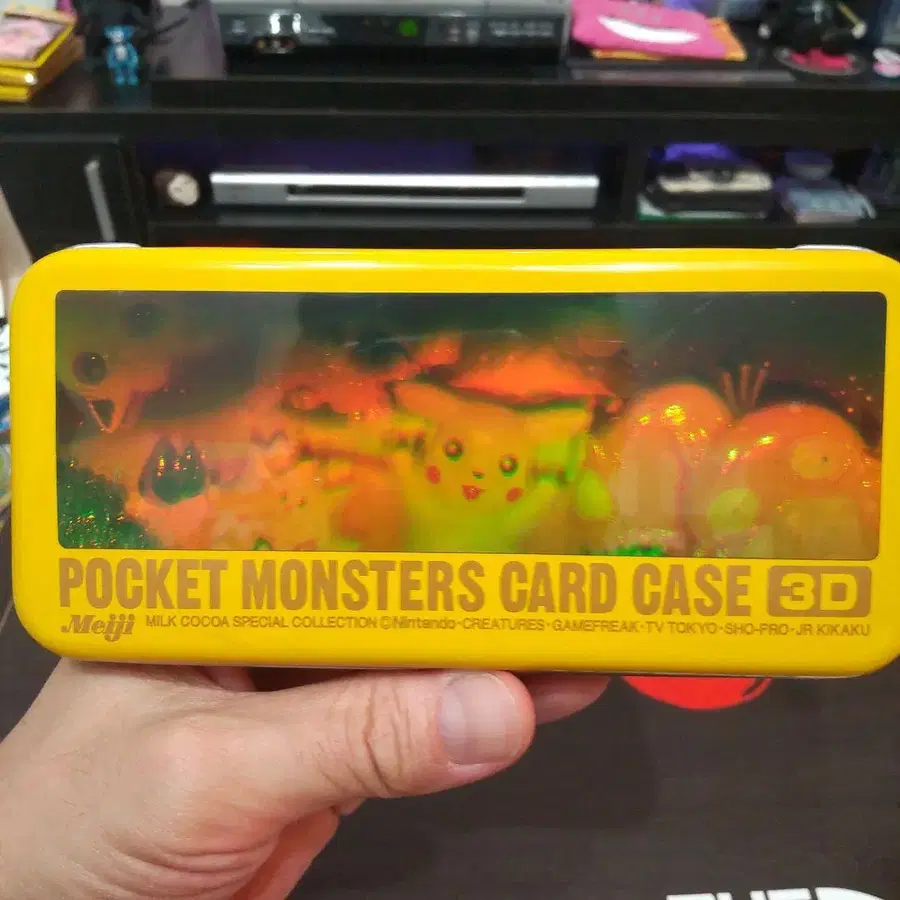 POCKET MONSTERS CARD CASE 3D
Meiji MILK COCOA SPECIAL COLLECTION ©Nintendo・CREATURES・GAMEFREAK・TV TOKYO・SHO-PRO・JR KIKAKU